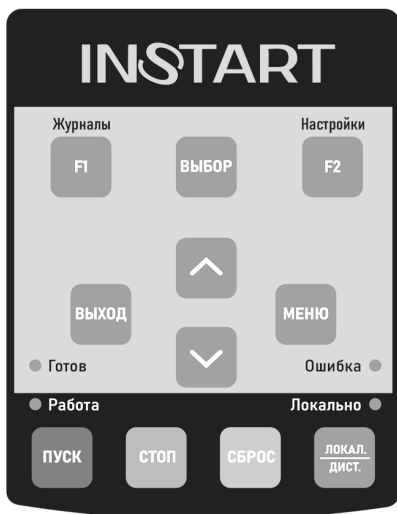 INSTART
Журналы Настройки
F1 ВЫБОР F2
ВЫХОД МЕНЮ
Готов Ошибка
Работа Локально
ПУСК СТОП СБРОС ЛОКАЛ.
ДИСТ.